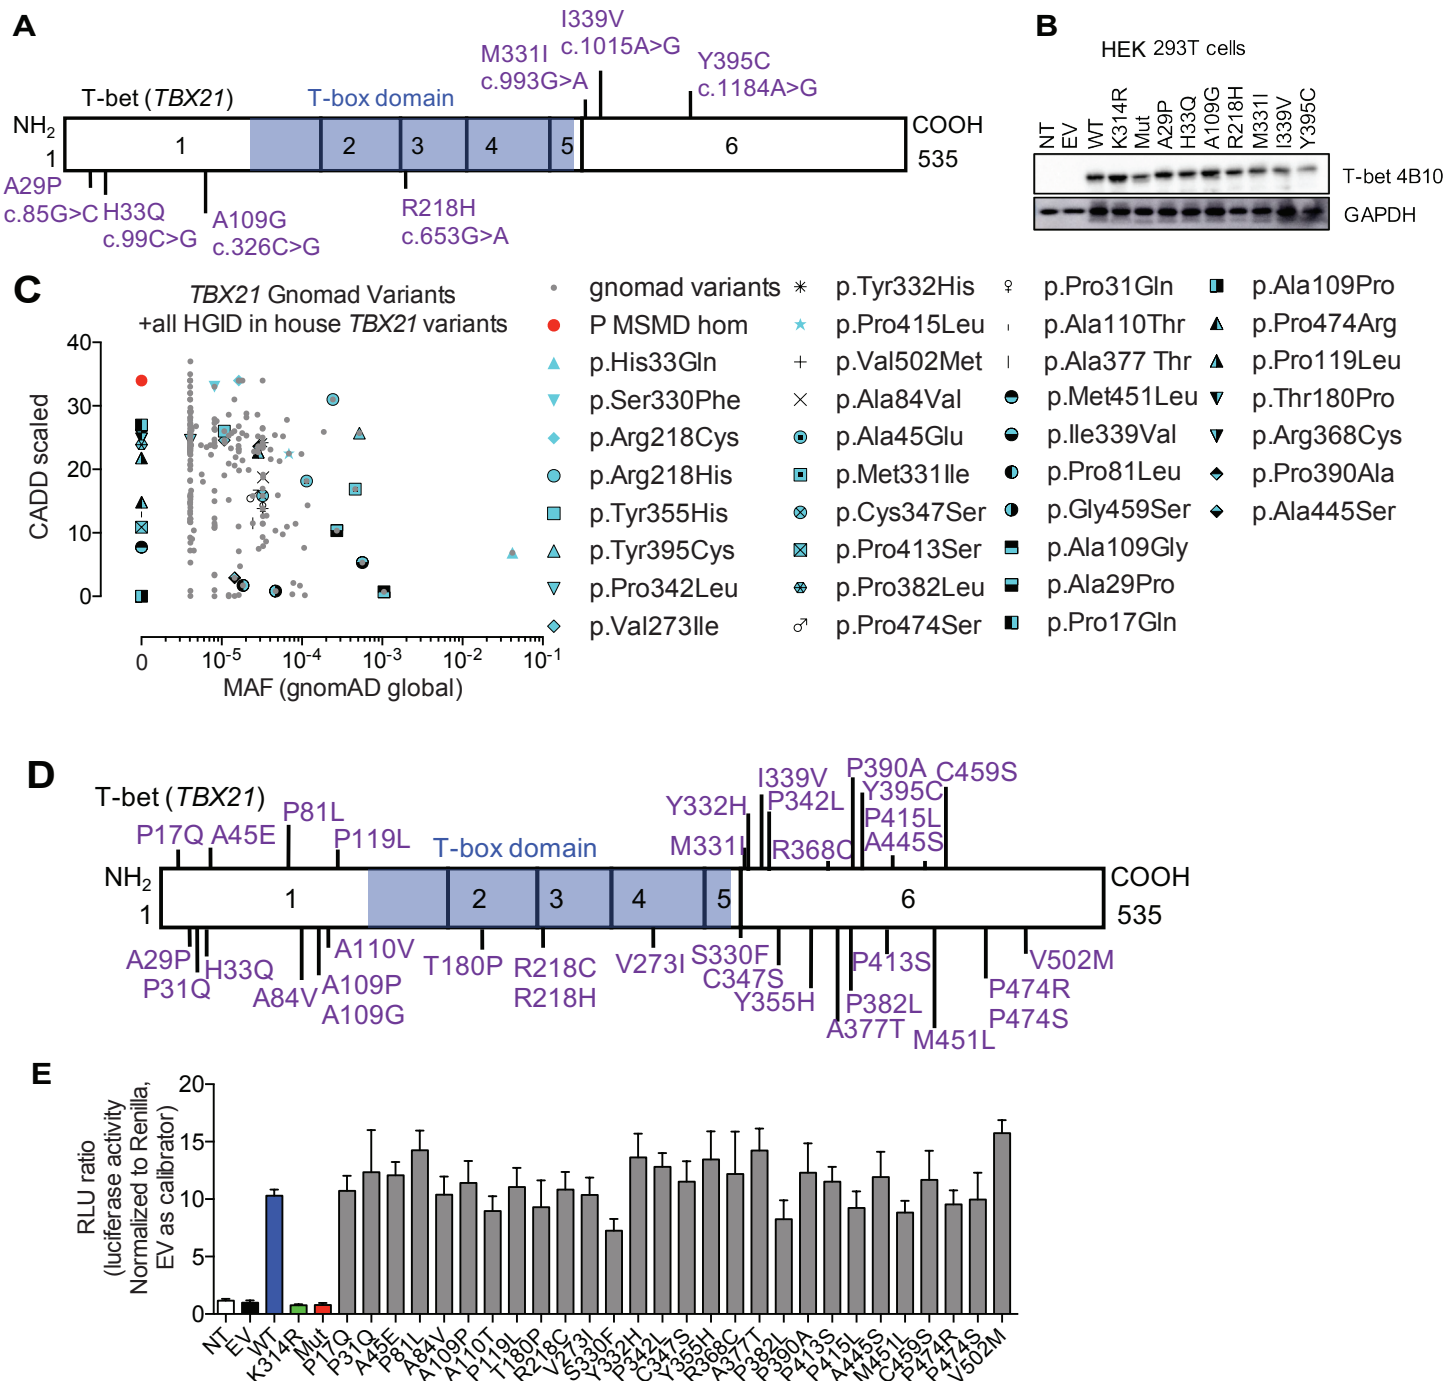 A
I339V
c.1015A>G
M331I
c.993G>A
Y395C
c.1184A>G
T-bet (TBX21)
T-box domain
NH2
1
1
2
3
4
5
6
COOH
535
A29P
c.85G>C
H33Q
c.99C>G
A109G
c.326C>G
R218H
c.653G>A
B
HEK 293T cells
NT
EV
WT
K314R
Mut
A29P
H33Q
A109G
R218H
M331I
I339V
Y395C
T-bet 4B10
GAPDH
C
TBX21 Gnomad Variants
+all HGID in house TBX21 variants
CADD scaled
40
30
20
10
0
0
10-5
10-4
10-3
10-2
10-1
MAF (gnomAD global)
gnomad variants
P MSMD hom
p.His33Gln
p.Ser330Phe
p.Arg218Cys
p.Arg218His
p.Tyr355His
p.Tyr395Cys
p.Pro342Leu
p.Val273Ile
p.Tyr332His
p.Pro415Leu
p.Val502Met
p.Ala84Val
p.Ala45Glu
p.Met331Ile
p.Cys347Ser
p.Pro413Ser
p.Pro382Leu
p.Pro474Ser
p.Pro31Gln
p.Ala110Thr
p.Ala377 Thr
p.Met451Leu
p.Ile339Val
p.Pro81Leu
p.Gly459Ser
p.Ala109Gly
p.Ala29Pro
p.Pro17Gln
p.Ala109Pro
p.Pro474Arg
p.Pro119Leu
p.Thr180Pro
p.Arg368Cys
p.Pro390Ala
p.Ala445Ser
D
T-bet (TBX21)
P17Q
A45E
P81L
P119L
T-box domain
M331I
Y332H
I339V
P342L
R368C
P390A
Y395C
P415L
A445S
C459S
NH2
1
1
2
3
4
5
6
COOH
535
A29P
P31Q
H33Q
A84V
A109P
A109G
A110V
T180P
R218C
R218H
V273I
S330F
C347S
Y355H
A377T
P382L
P413S
M451L
P474R
P474S
V502M
E
RLU ratio
(luciferase activity
Normalized to Renilla,
EV as calibrator)
20
15
10
5
0
NT
EV
WT
K314R
Mut
P17Q
P31Q
A45E
P81L
A84V
A109P
A110T
P119L
T180P
R218C
V273I
S330F
Y332H
P342L
C347S
Y355H
R368C
A377T
P382L
P390A
P413S
P415L
A445S
M451L
C459S
P474R
P474S
V502M